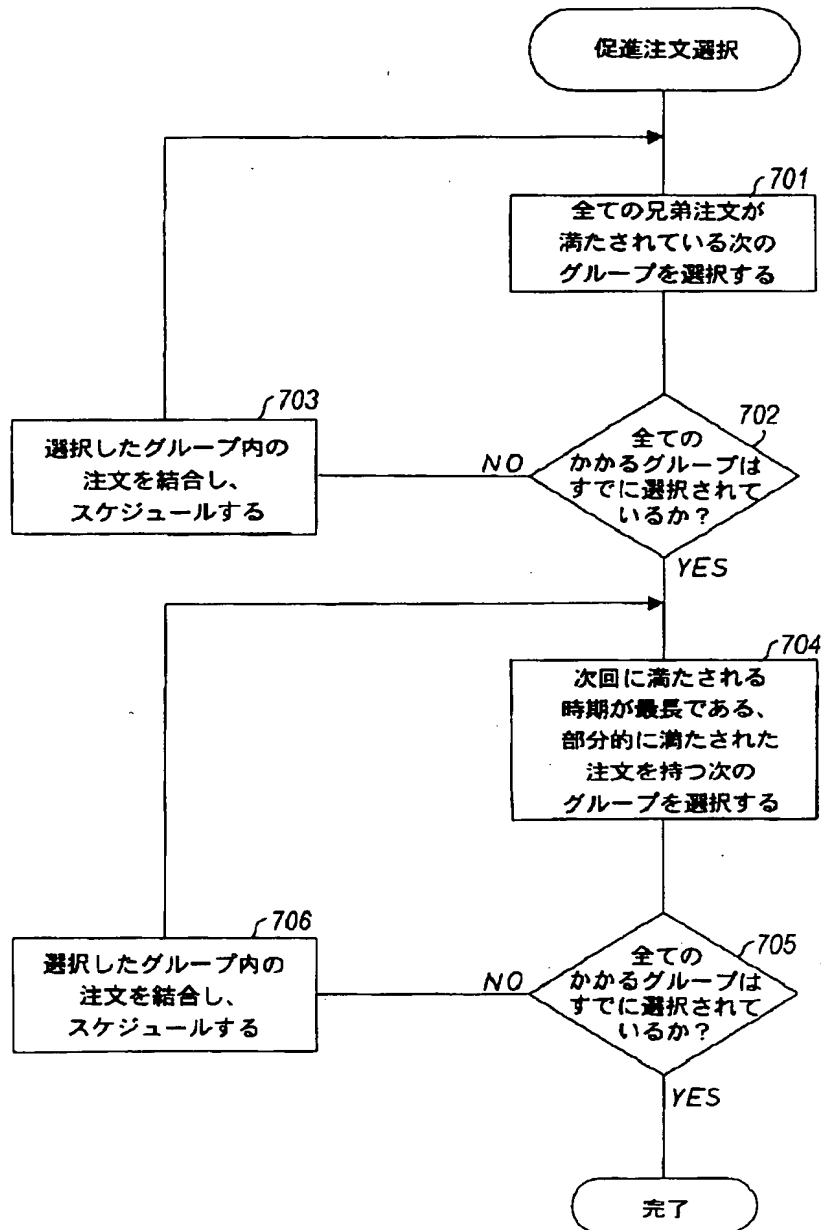 促進注文選択
701
全ての兄弟注文が
満たされている次の
グループを選択する
702
全ての
かかるグループは
すでに選択されて
いるか？
NO
703
選択したグループ内の
注文を結合し、
スケジュールする
YES
704
次回に満たされる
時期が最長である、
部分的に満たされた
注文を持つ次の
グループを選択する
705
全ての
かかるグループは
すでに選択されて
いるか？
NO
706
選択したグループ内の
注文を結合し、
スケジュールする
YES
完了